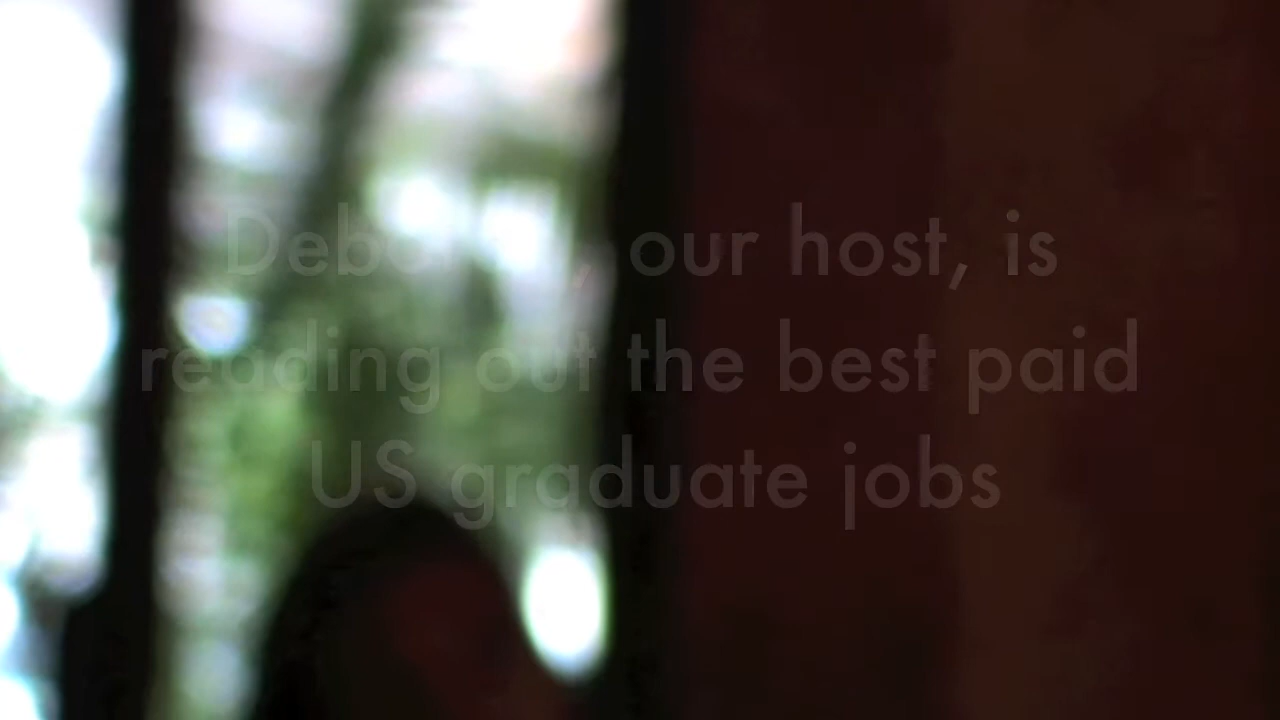 our host, is
reading out the best paid
US graduate jobs